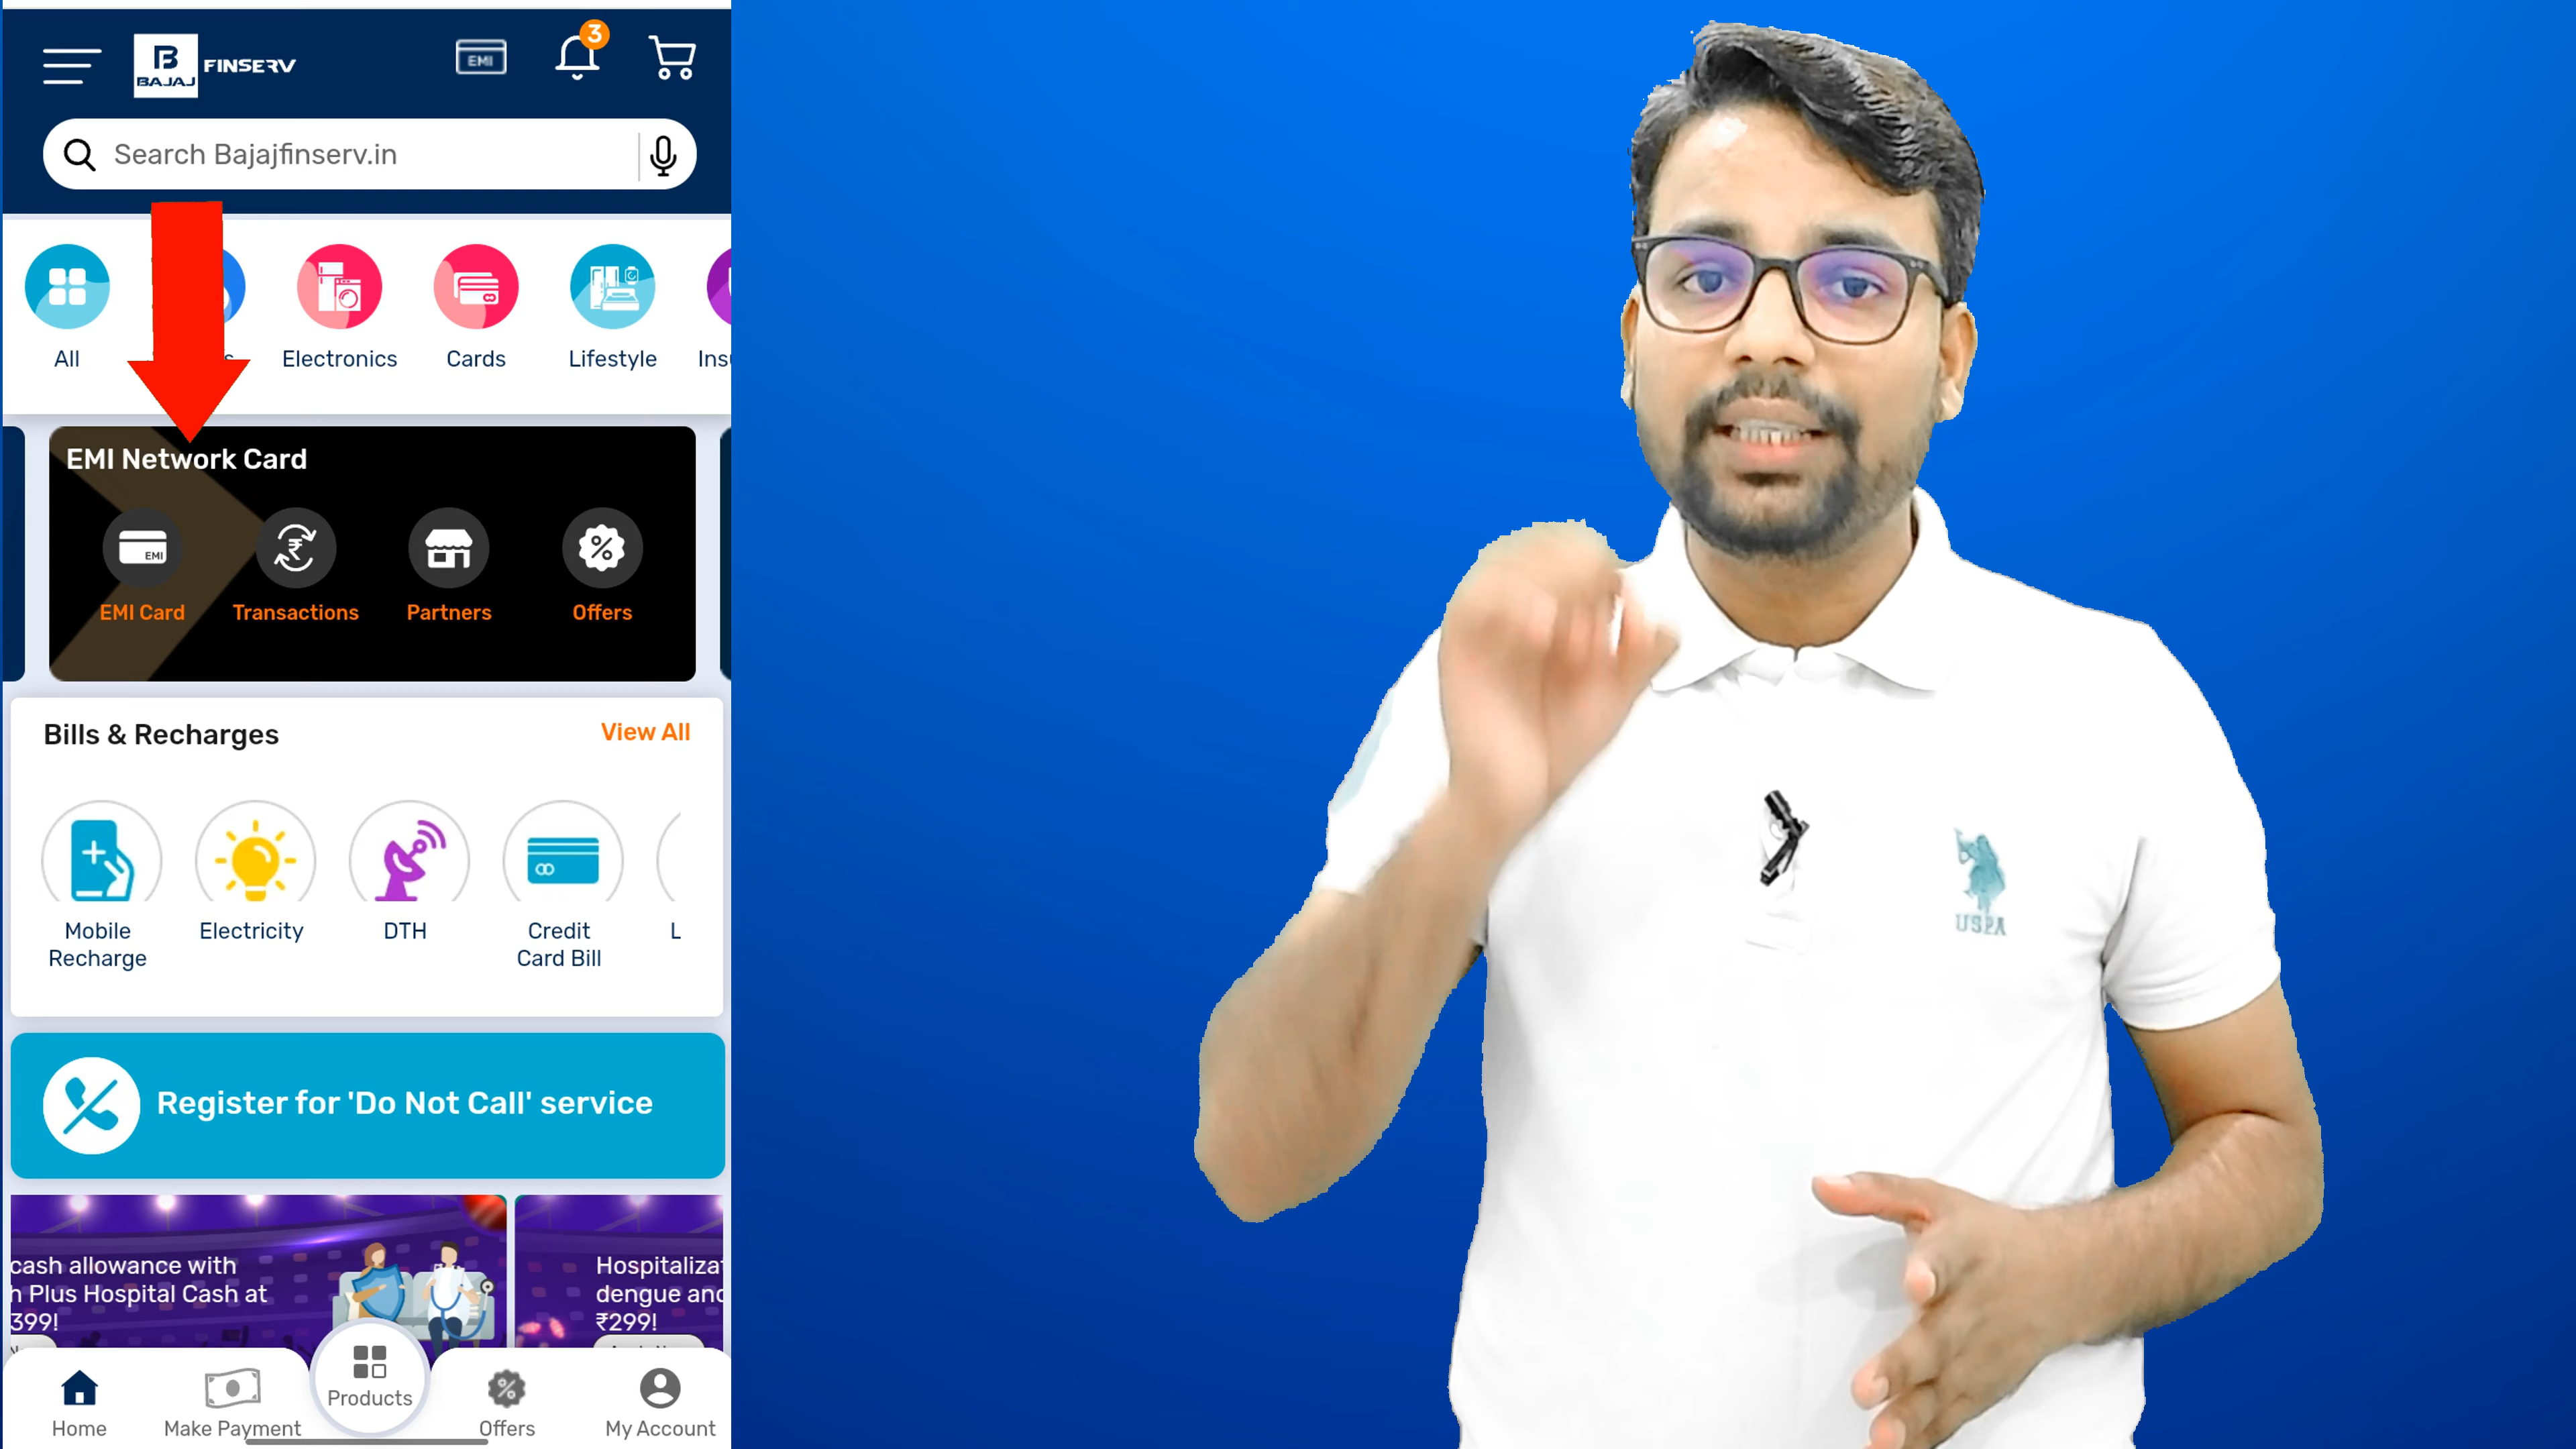 B
BAJAJ
FINSERV
EMI
3
Search Bajajfinserv.in
All
Electronics
Cards
Lifestyle
Ins
EMI Network Card
EMI
EMI Card
Transactions
Partners
Offers
Bills & Recharges
View All
Mobile
Recharge
Electricity
DTH
Credit
Card Bill
L
Register for 'Do Not Call' service
cash allowance with
h Plus Hospital Cash at
399!
Hospitaliza
dengue and
₹299!
Home
Make Payment
Products
Offers
My Account
USPA